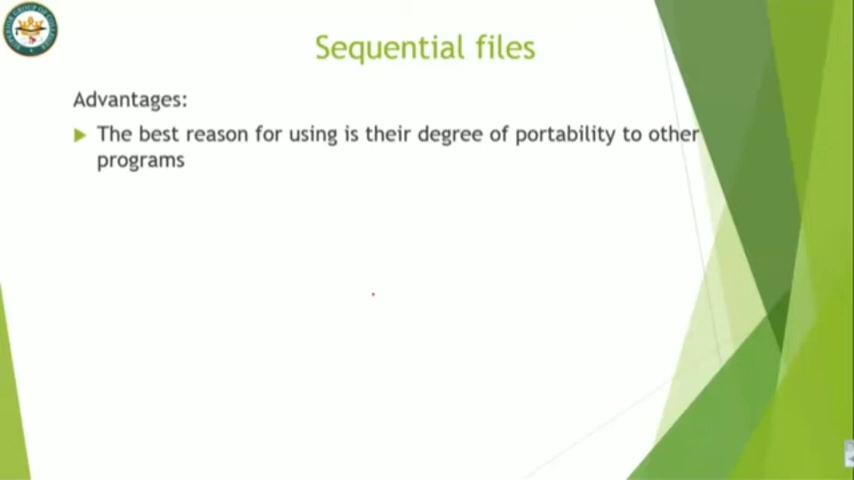 Sequential files
Advantages:
The best reason for using is their degree of portability to other
programs